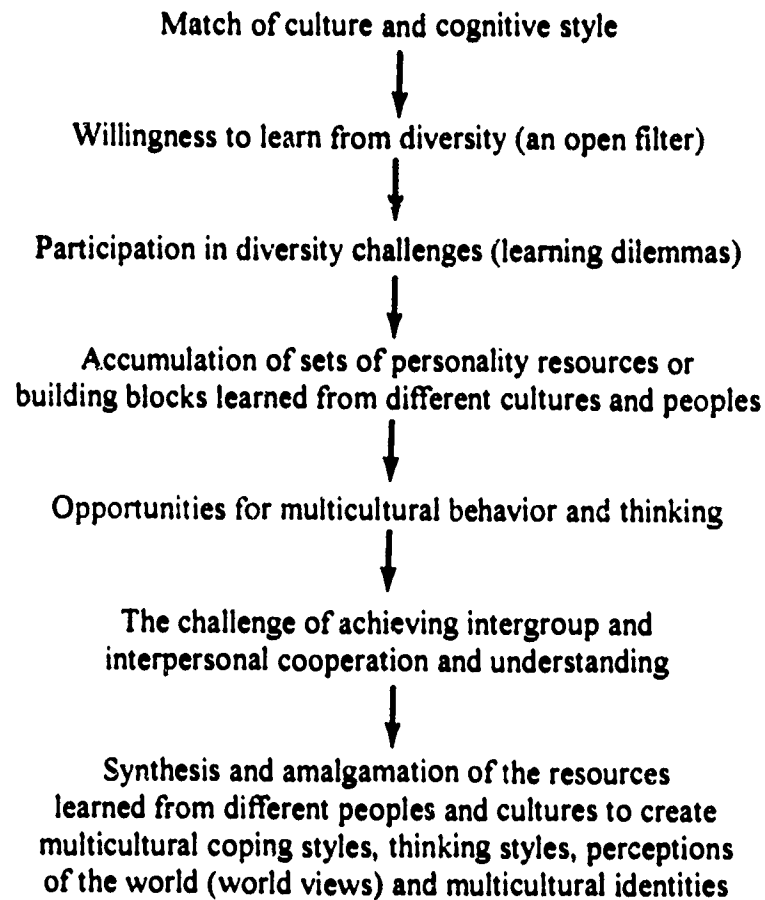 Match of culture and cognitive style
Willingness to learn from diversity (an open filter)
Participation in diversity challenges (learning dilemmas)
Accumulation of sets of personality resources or
building blocks learned from different cultures and peoples
Opportunities for multicultural behavior and thinking
The challenge of achieving intergroup and
interpersonal cooperation and understanding
Synthesis and amalgamation of the resources
learned from different peoples and cultures to create
multicultural coping styles, thinking styles, perceptions
of the world (world views) and multicultural identities